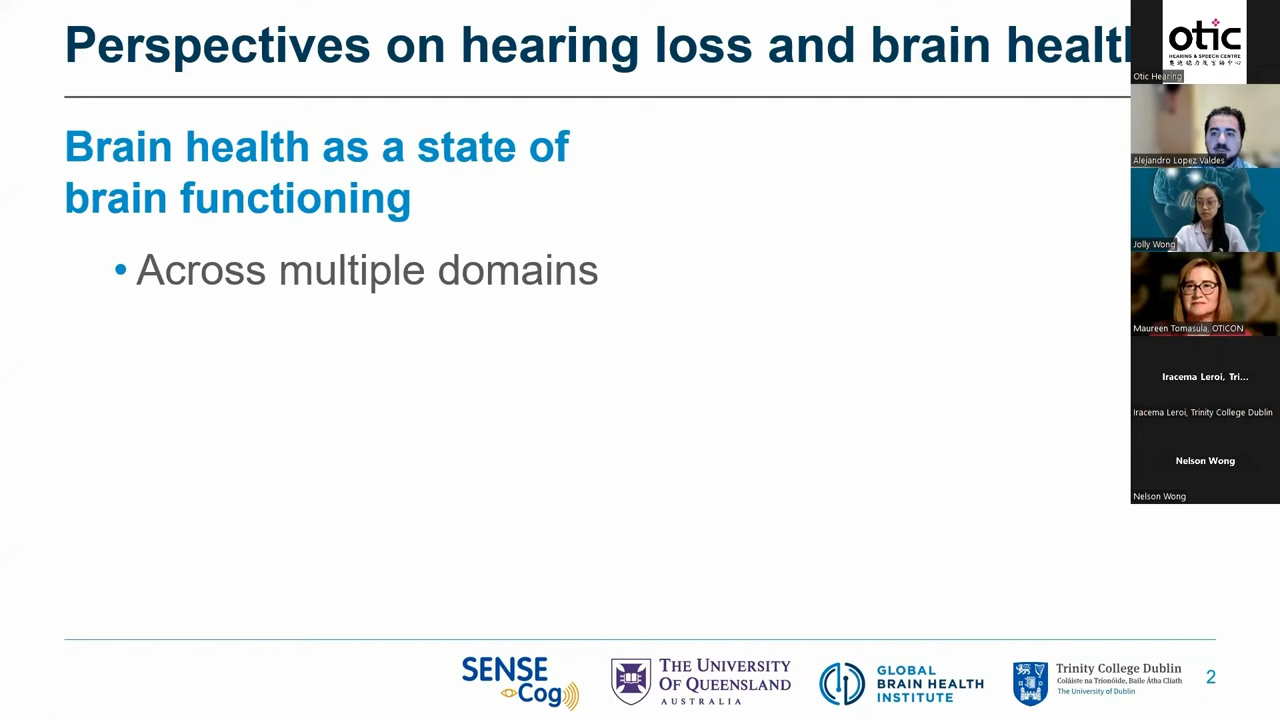 Perspectives on hearing loss and brain healt
Brain health as a state of
brain functioning
• Across multiple domains
otic
HEARING & SPEECH CENTRE
Otic Hearing
Alejandro Lopez Valdes
Jolly Wong
Maureen Tomasula, OTICON
Iracema Leroi, Tri...
Iracema Leroi, Trinity College Dublin
Nelson Wong
Nelson Wong
SENSE
Cog
THE UNIVERSITY
OF QUEENSLAND
AUSTRALIA
GLOBAL
BRAIN HEALTH
INSTITUTE
Trinity College Dublin
Coláiste na Tríonóide, Baile Átha Cliath
The University of Dublin
2